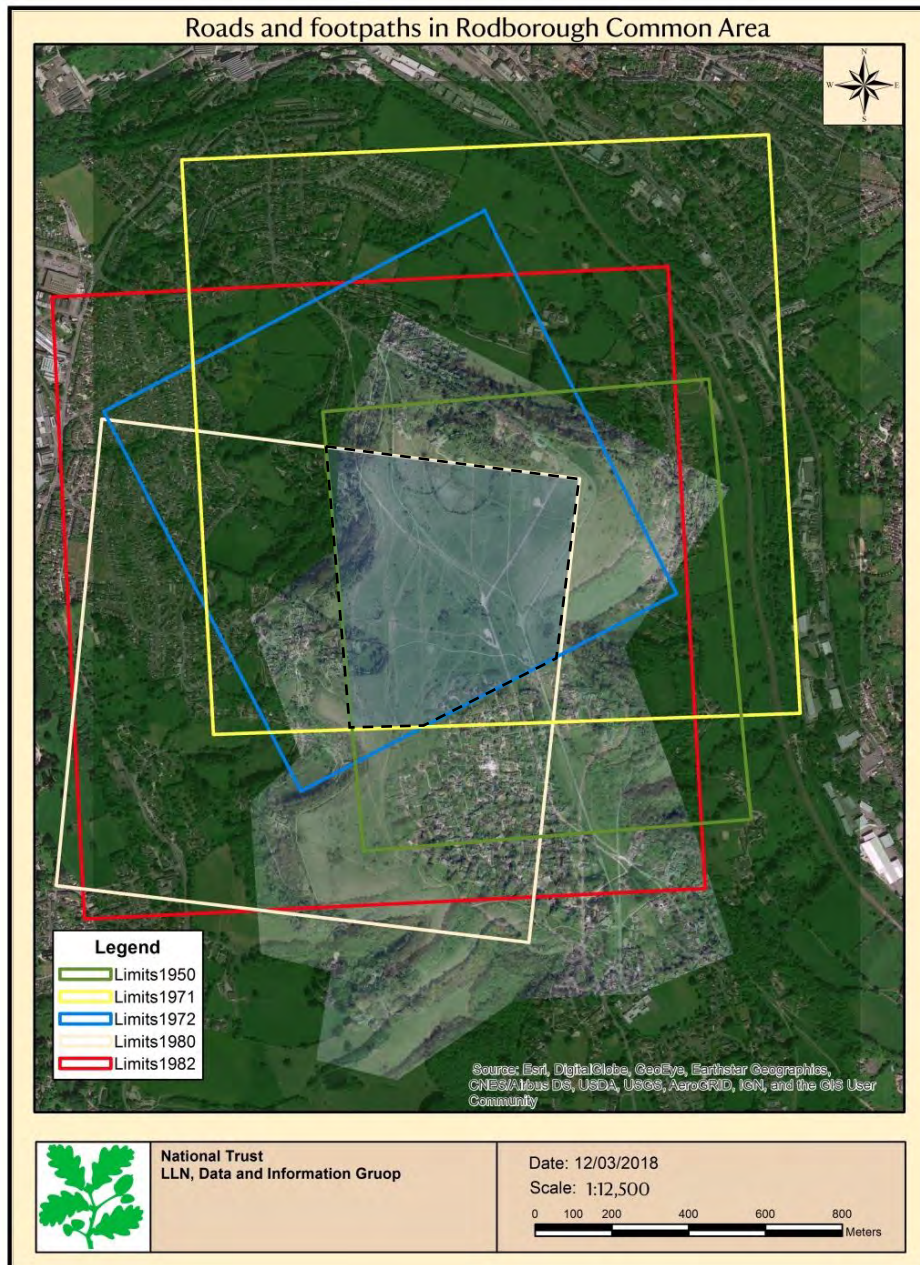 Roads and footpaths in Rodborough Common Area
N
W E
S
Legend
Limits1950
Limits1971
Limits1972
Limits1980
Limits1982
Source: Esri, DigitalGlobe, GeoEye, Earthstar Geographics,
CNES/Airbus DS, USDA, USGS, AeroGRID, IGN, and the GIS User
Community
National Trust
LLN, Data and Information Gruop
Date: 12/03/2018
Scale: 1:12,500
0 100 200 400 600 800
Meters